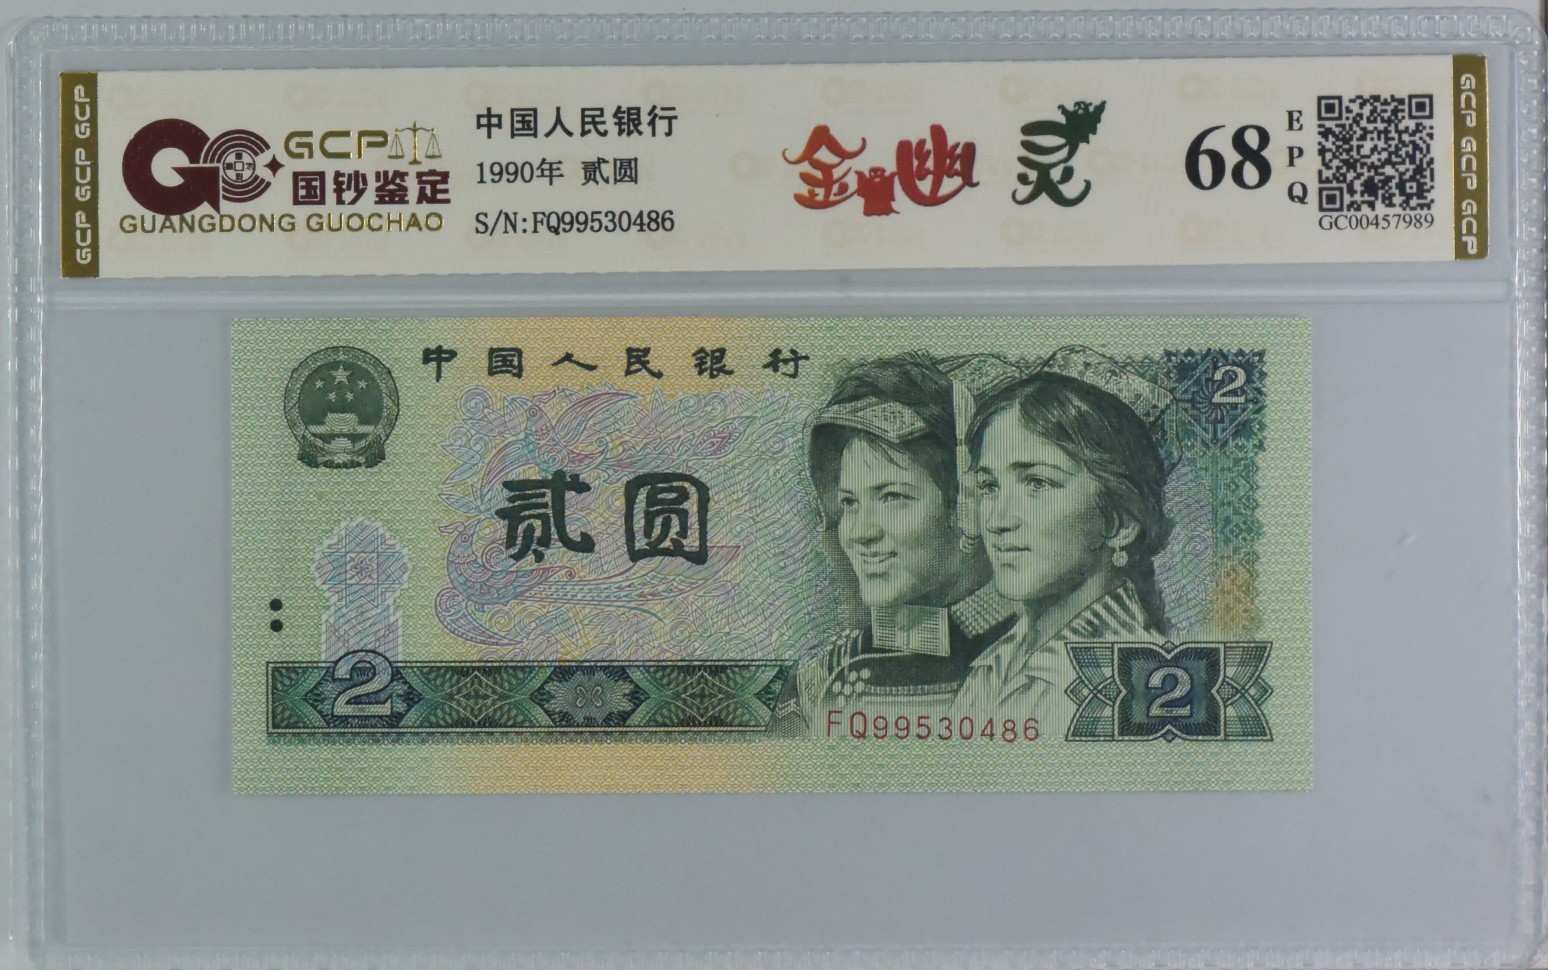 GCP GCP GCP
GCP
国钞鉴定
GUANGDONG GUOCHAO
中国人民银行
1990年 贰圆
S/N:FQ99530486
金幽灵
68
EPQ
GC00457989
GCP GCP GCP
中国人民银行
2
贰圆
2
FQ99530486
2